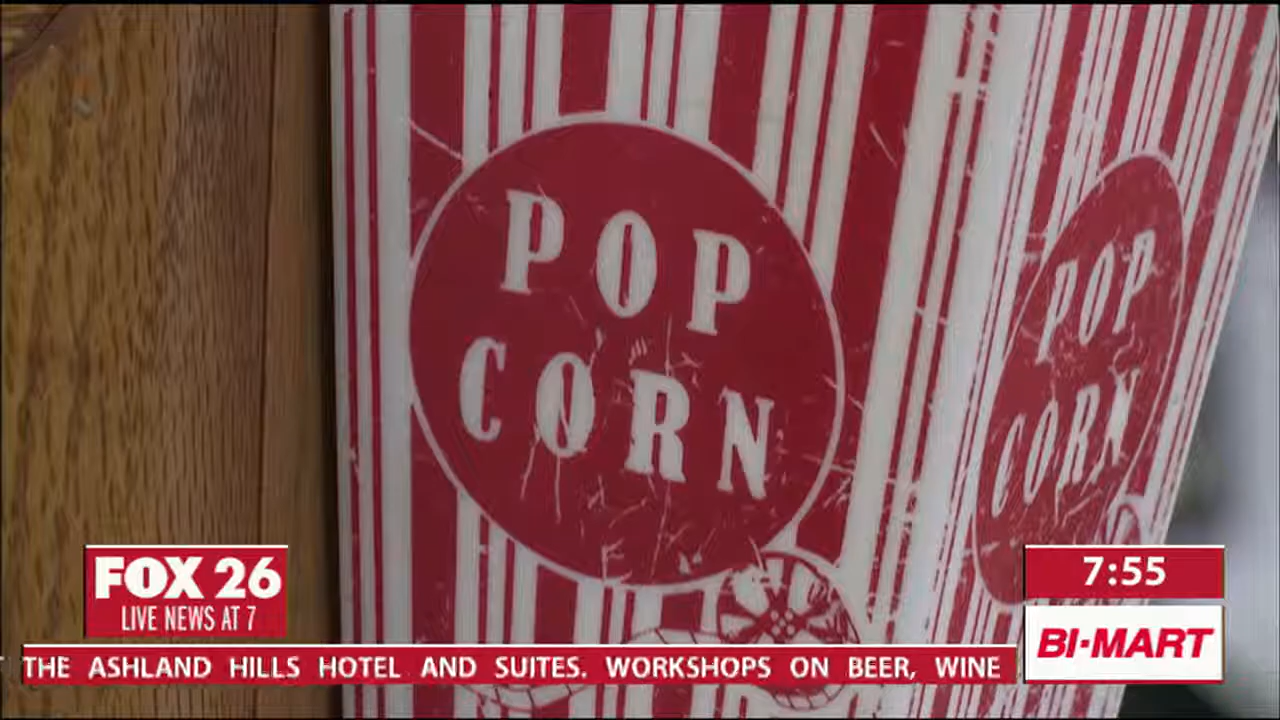 POP
CORN
POP
CORN
FOX 26
LIVE NEWS AT 7
7:55
BI-MART
THE ASHLAND HILLS HOTEL AND SUITES. WORKSHOPS ON BEER, WINE